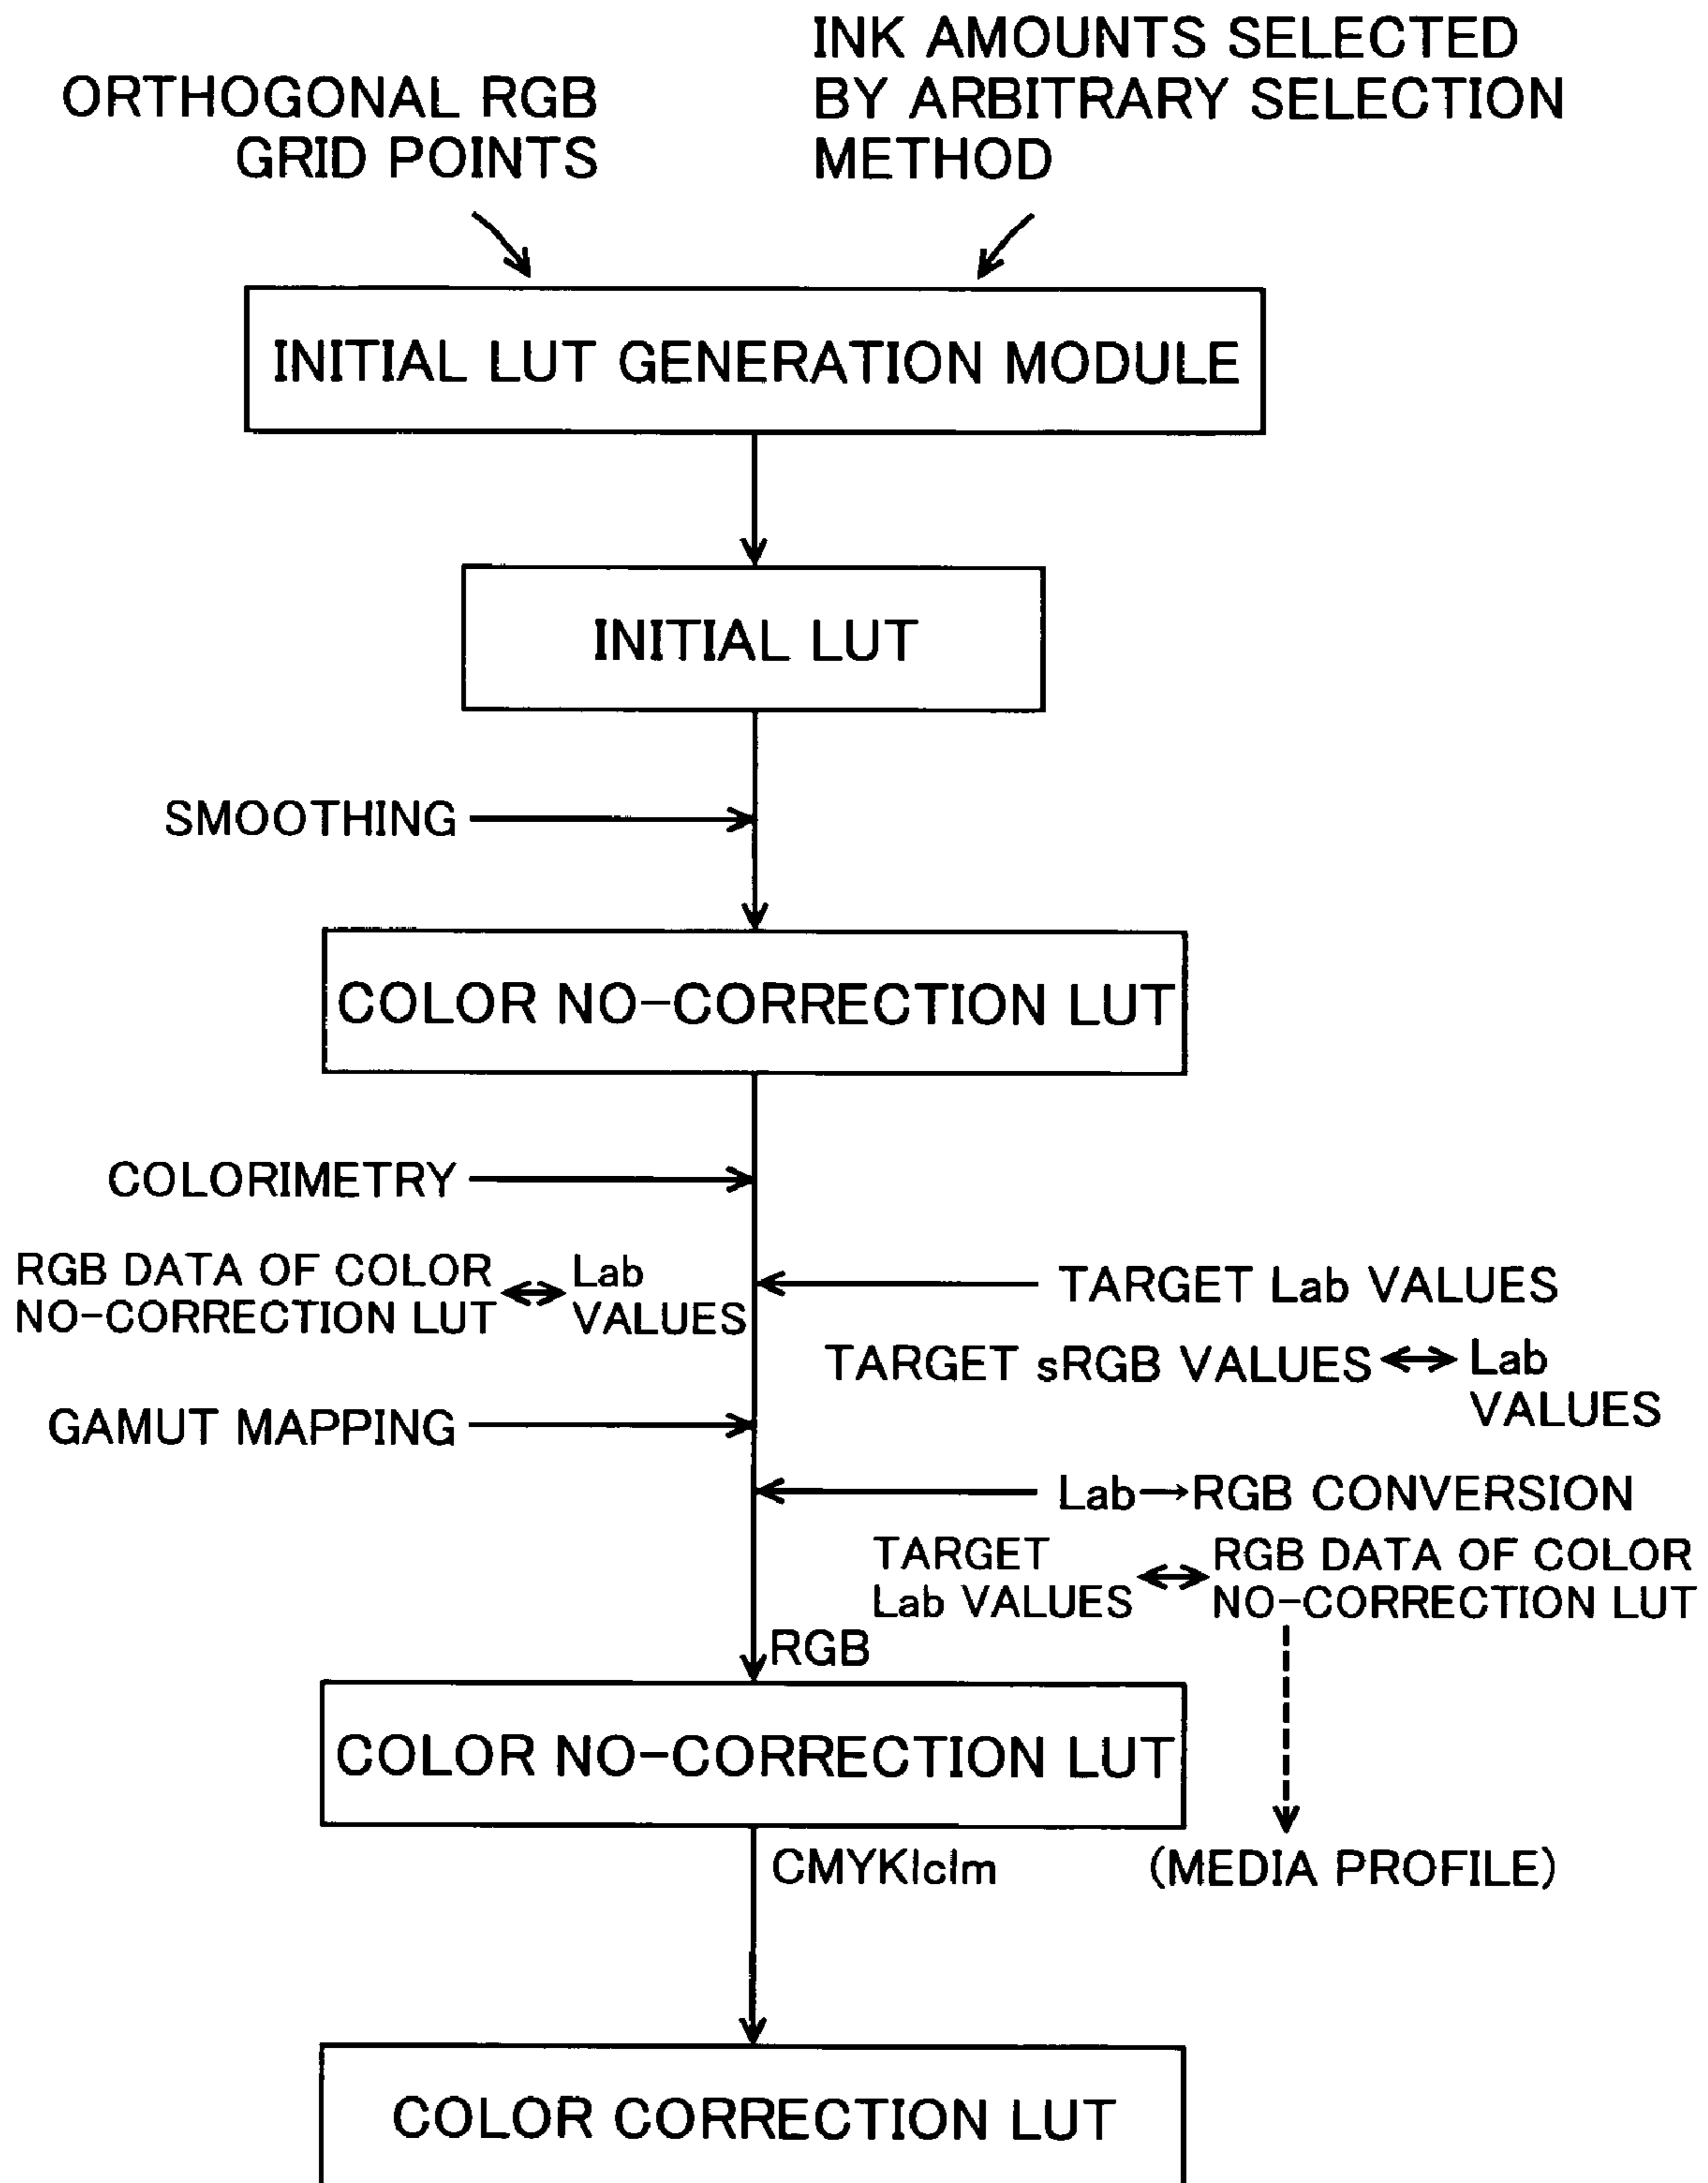 ORTHOGONAL RGB
GRID POINTS
INK AMOUNTS SELECTED
BY ARBITRARY SELECTION
METHOD
INITIAL LUT GENERATION MODULE
INITIAL LUT
SMOOTHING
COLOR NO-CORRECTION LUT
COLORIMETRY
RGB DATA OF COLOR
NO-CORRECTION LUT
Lab
VALUES
TARGET Lab VALUES
TARGET sRGB VALUES ↔ Lab
VALUES
GAMUT MAPPING
Lab→RGB CONVERSION
TARGET
Lab VALUES
RGB DATA OF COLOR
NO-CORRECTION LUT
RGB
COLOR NO-CORRECTION LUT
CMYKlclm
(MEDIA PROFILE)
COLOR CORRECTION LUT